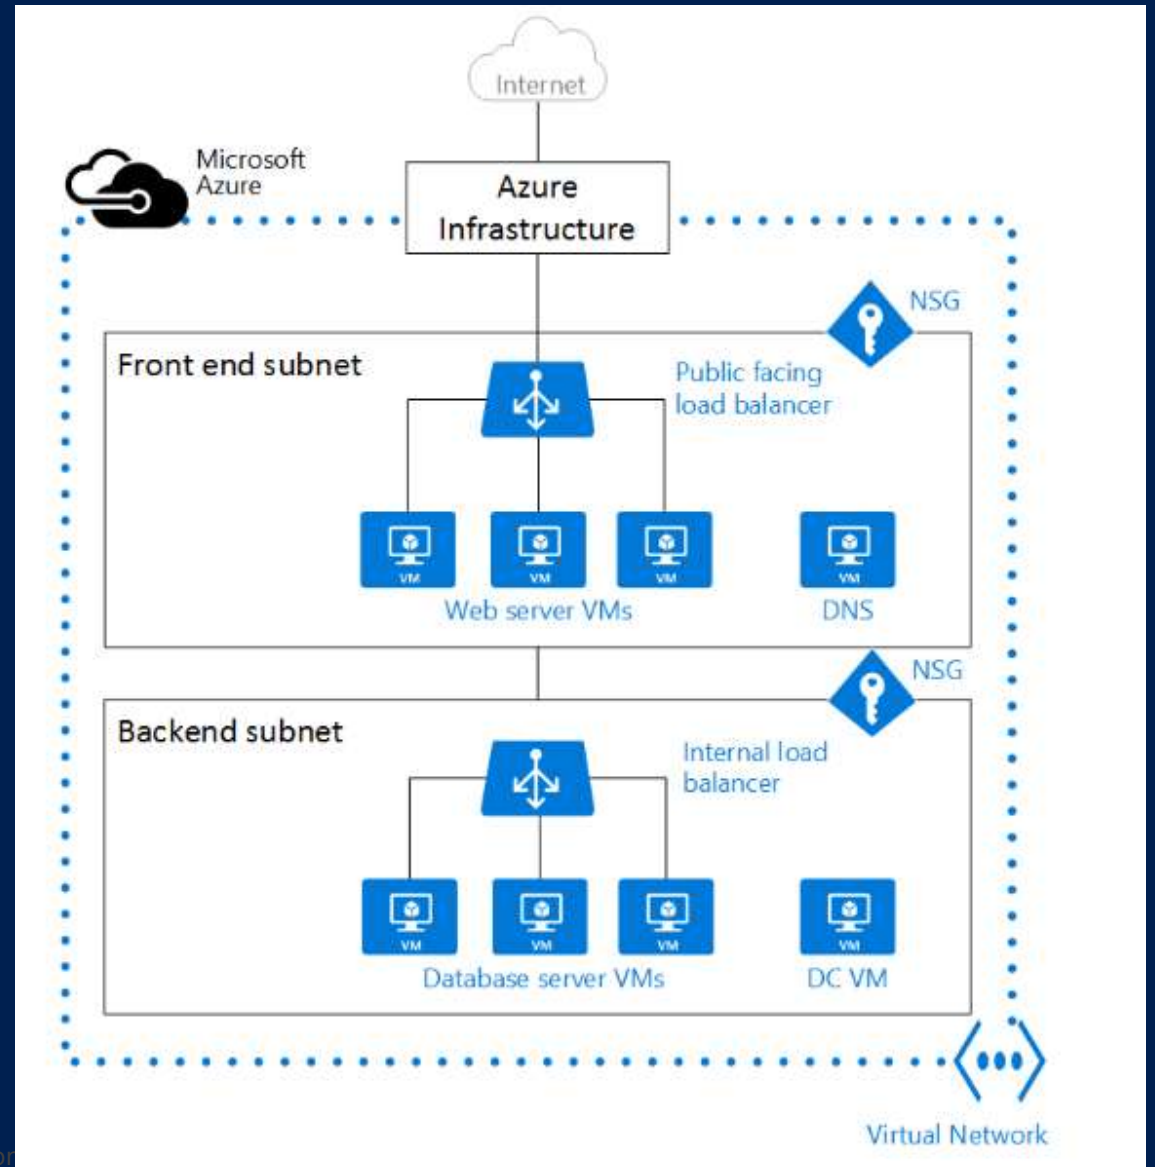 Internet
Microsoft
Azure
Azure
Infrastructure
NSG
Front end subnet
Public facing
load balancer
VM
VM
VM
VM
Web server VMs
DNS
NSG
Backend subnet
Internal load
balancer
VM
VM
VM
VM
Database server VMs
DC VM
Virtual Network